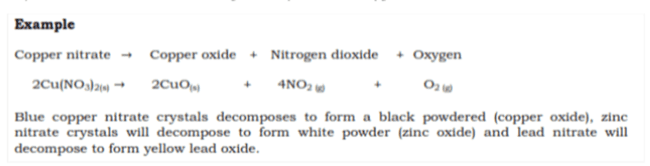 Example
Copper nitrate → Copper oxide + Nitrogen dioxide + Oxygen
2Cu(NO₃)₂₍ₛ₎ → 2CuO₍ₛ₎ + 4NO₂ (g) + O₂ (g)
Blue copper nitrate crystals decomposes to form a black powdered (copper oxide), zinc
nitrate crystals will decompose to form white powder (zinc oxide) and lead nitrate will
decompose to form yellow lead oxide.